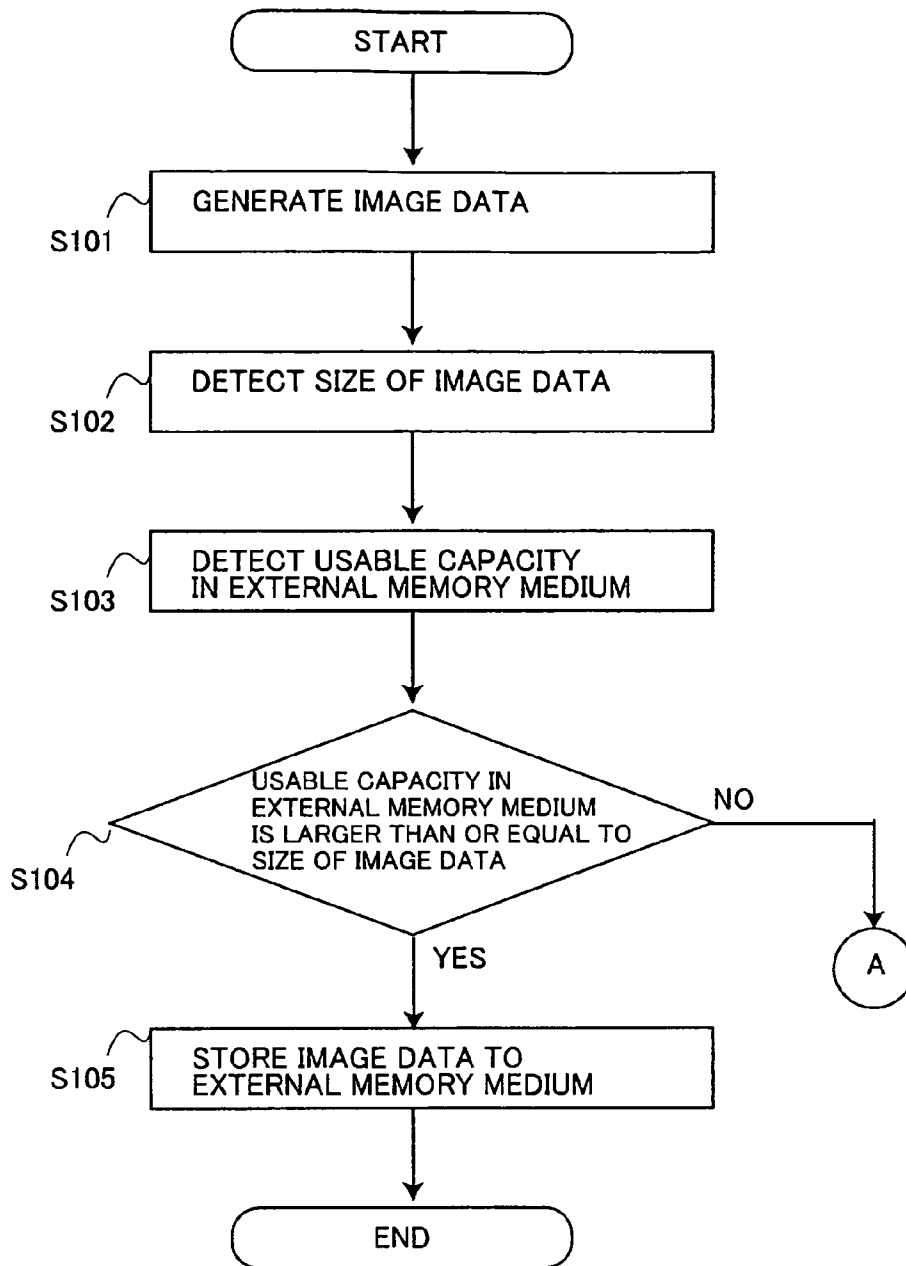 START
GENERATE IMAGE DATA
S101
DETECT SIZE OF IMAGE DATA
S102
DETECT USABLE CAPACITY
IN EXTERNAL MEMORY MEDIUM
S103
USABLE CAPACITY IN
EXTERNAL MEMORY MEDIUM
IS LARGER THAN OR EQUAL TO
SIZE OF IMAGE DATA
S104
NO
A
YES
STORE IMAGE DATA TO
EXTERNAL MEMORY MEDIUM
S105
END